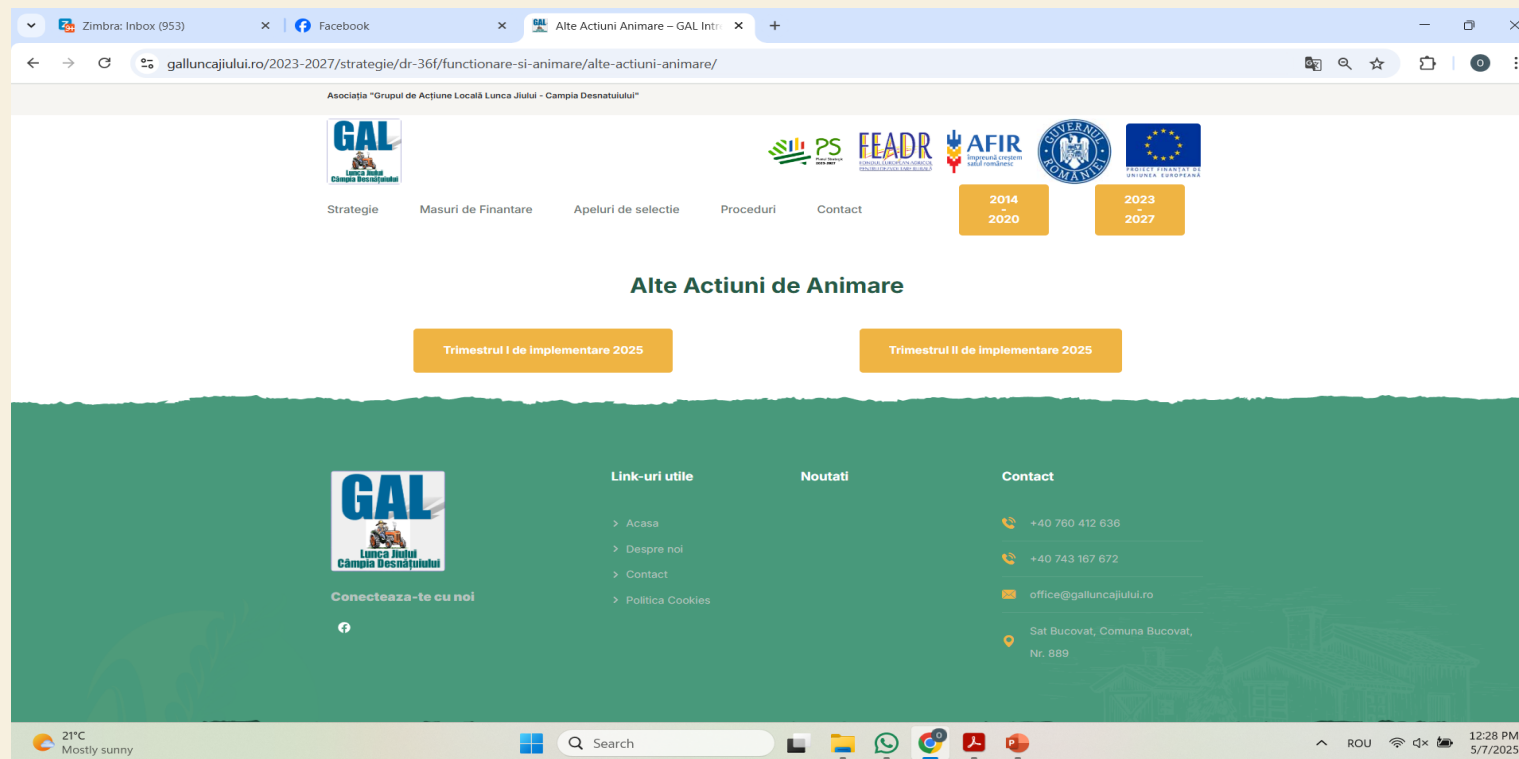 Zimbra: Inbox (953)
Facebook
Alte Actiuni Animare – GAL Intr
galluncajiului.ro/2023-2027/strategie/dr-36f/functionare-si-animare/alte-actiuni-animare/
Asociația "Grupul de Acțiune Locală Lunca Jiului - Campia Desnatuiului"
GAL
Lunca Jiului
Câmpia Desnățuiului
PS
FEADR
AFIR
Împreună creștem
satul românesc
GUVERNUL ROMÂNIEI
PROIECT FINANȚAT DE
UNIUNEA EUROPEANĂ
Strategie
Masuri de Finantare
Apeluri de selectie
Proceduri
Contact
2014
-
2020
2023
-
2027
Alte Actiuni de Animare
Trimestrul I de implementare 2025
Trimestrul II de implementare 2025
GAL
Lunca Jiului
Câmpia Desnățuiului
Conecteaza-te cu noi
Link-uri utile
> Acasa
> Despre noi
> Contact
> Politica Cookies
Noutati
Contact
+40 760 412 636
+40 743 167 672
office@galluncajiului.ro
Sat Bucovat, Comuna Bucovat,
Nr. 889
21°C
Mostly sunny
Search
ROU
12:28 PM
5/7/2025